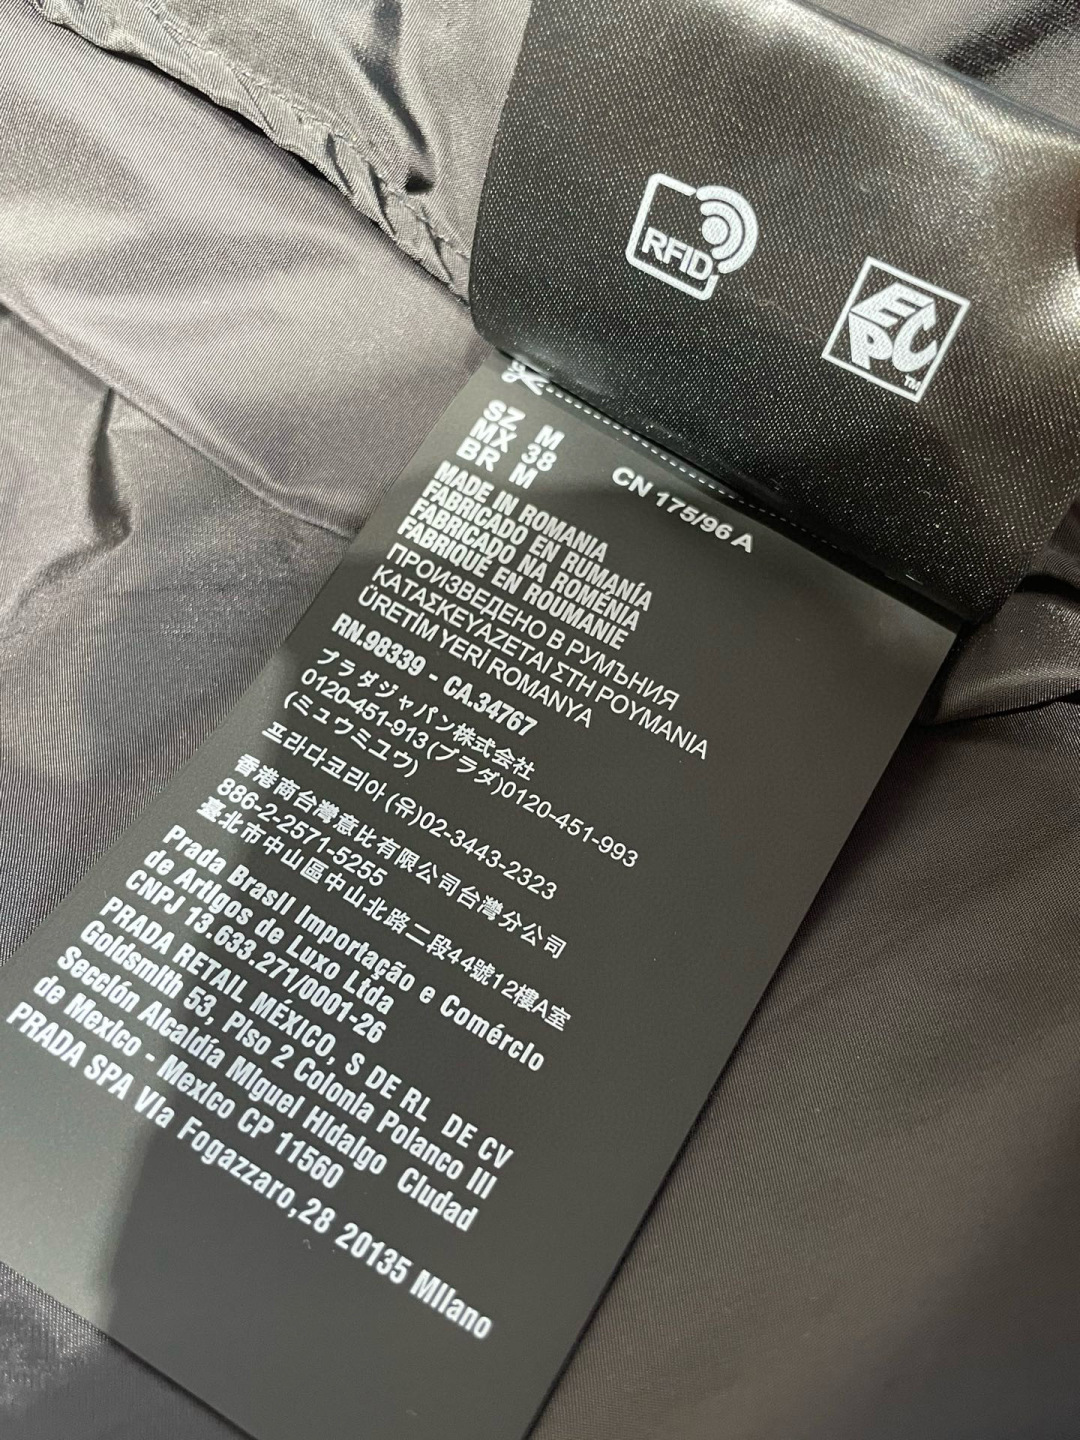 RFID
EPC
TM
SZ M
MX 38
BR M
CN 175/96 A
MADE IN ROMANIA
FABRICADO EN RUMANÍA
FABRICADO NA ROMÊNIA
FABRIQUÉ EN ROUMANIE
ПРОИЗВЕДЕНО В РУМЪНИЯ
ΚΑΤΑΣΚΕΥΑΖΕΤΑΙ ΣΤΗ ΡΟΥΜΑΝΙΑ
ÜRETİM YERİ ROMANYA
RN.98339 - CA.34767
プラダジャパン株式会社
0120-451-913(プラダ)0120-451-993
(ミュウミュウ)
프라다코리아(유)02-3443-2323
香港商台灣意比有限公司台灣分公司
886-2-2571-5255
臺北市中山區中山北路二段44號12樓A室
Prada Brasil Importação e Comércio
de Artigos de Luxo Ltda
CNPJ 13.633.271/0001-26
PRADA RETAIL MÉXICO, S DE RL DE CV
Goldsmith 53, Piso 2 Colonia Polanco III
Sección Alcaldía Miguel Hidalgo Ciudad
de Mexico - Mexico CP 11560
PRADA SPA Via Fogazzaro,28 20135 Milano